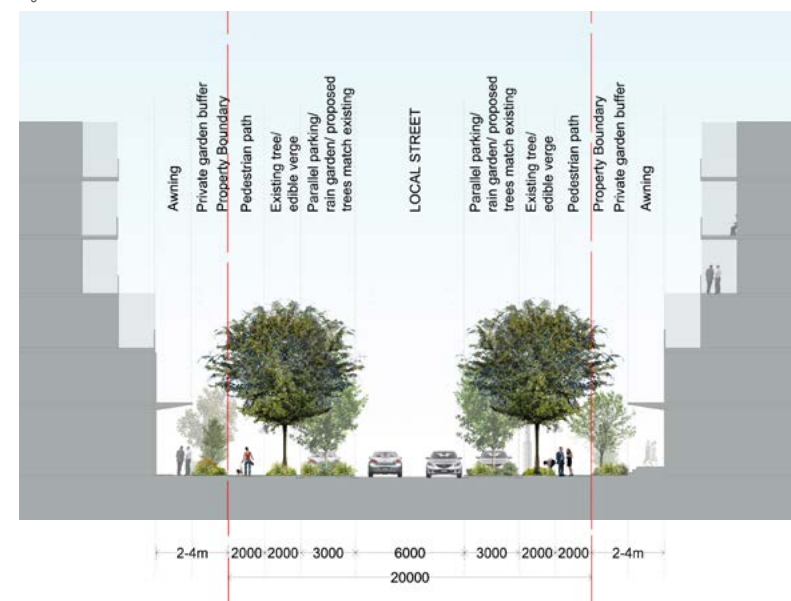 Awning
Private garden buffer
Property Boundary
Pedestrian path
Existing tree/
edible verge
Parallel parking/
rain garden/ proposed
trees match existing
LOCAL STREET
Parallel parking/
rain garden/ proposed
trees match existing
Existing tree/
edible verge
Pedestrian path
Property Boundary
Private garden buffer
Awning
2-4m 2000 2000 3000 6000 3000 2000 2000 2-4m
20000